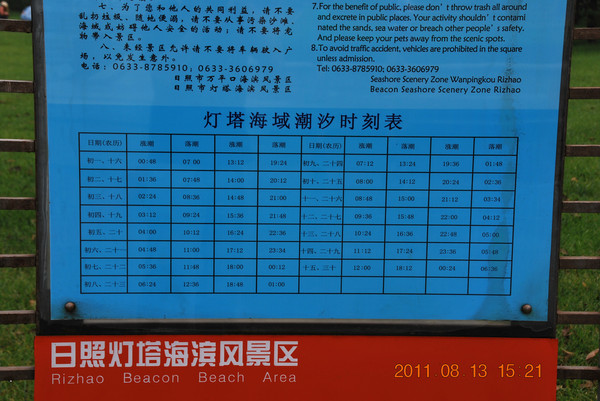 七、为了您和他人的共同利益，请不要
乱扔垃圾、随地便溺，请不要从事污染沙滩、
海域或妨碍他人安全的活动；请不要将宠
物带入景区。
八、未经景区允许请不要将车辆驶入广
场，以免发生意外。
电话：0633-8785910；0633-3606979
日照市万平口海滨风景区
日照市灯塔海滨风景区
7.For the benefit of public, please don't throw trash all around
and excrete in public places. Your activity shouldn't contami
nated the sands, sea water or breach other people's safety.
And please keep your pets away from the scenic spots.
8.To avoid traffic accident, vehicles are prohibited in the square
unless admission.
Tel: 0633-8785910; 0633-3606979
Seashore Scenery Zone Wanpingkou Rizhao
Beacon Seashore Scenery Zone Rizhao
灯塔海域潮汐时刻表
日期(农历) 涨潮 落潮 涨潮 落潮 日期(农历) 涨潮 落潮 涨潮 落潮
初一、十六 00:48 07:00 13:12 19:24 初九、二十四 07:12 13:24 19:36 01:48
初二、十七 01:36 07:48 14:00 20:12 初十、二十五 08:00 14:12 20:24 02:36
初三、十八 02:24 08:36 14:48 21:00 十一、二十六 08:48 15:00 21:12 03:24
初四、十九 03:12 09:24 15:36 21:48 十二、二十七 09:36 15:48 22:00 04:12
初五、二十 04:00 10:12 16:24 22:36 十三、二十八 10:24 16:36 22:48 05:00
初六、二十一 04:48 11:00 17:12 23:24 十四、二十九 11:12 17:24 23:36 05:48
初七、二十二 05:36 11:48 18:00 00:12 十五、三十 12:00 18:12 00:24 06:36
初八、二十三 06:24 12:36 18:48 01:00
日照灯塔海滨风景区
Rizhao Beacon Beach Area
2011 08 13 15 21